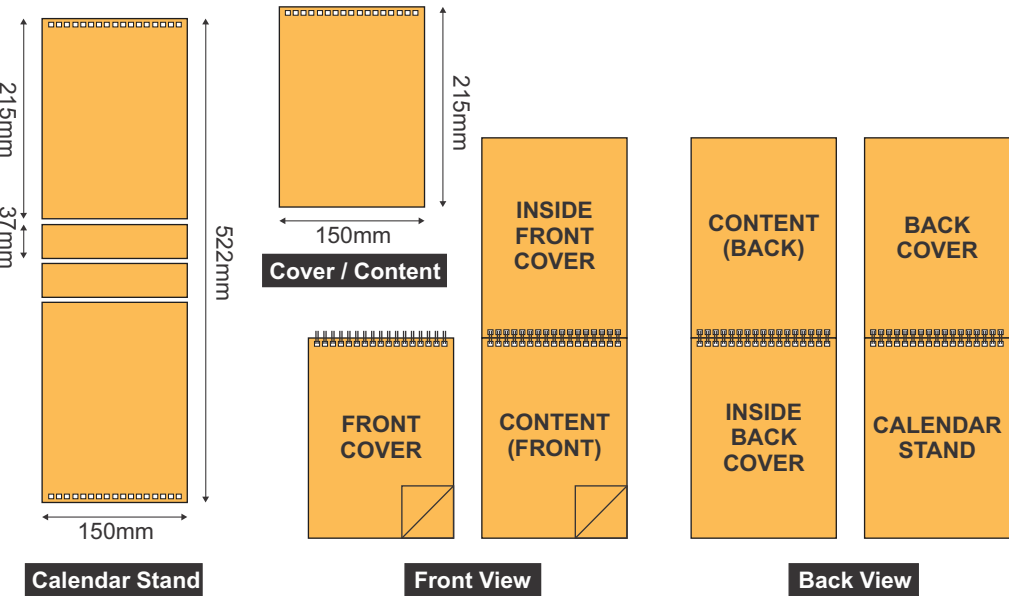 215mm
37mm
522mm
150mm
Calendar Stand
215mm
150mm
Cover / Content
FRONT
COVER
INSIDE
FRONT
COVER
CONTENT
(FRONT)
Front View
CONTENT
(BACK)
INSIDE
BACK
COVER
BACK
COVER
CALENDAR
STAND
Back View